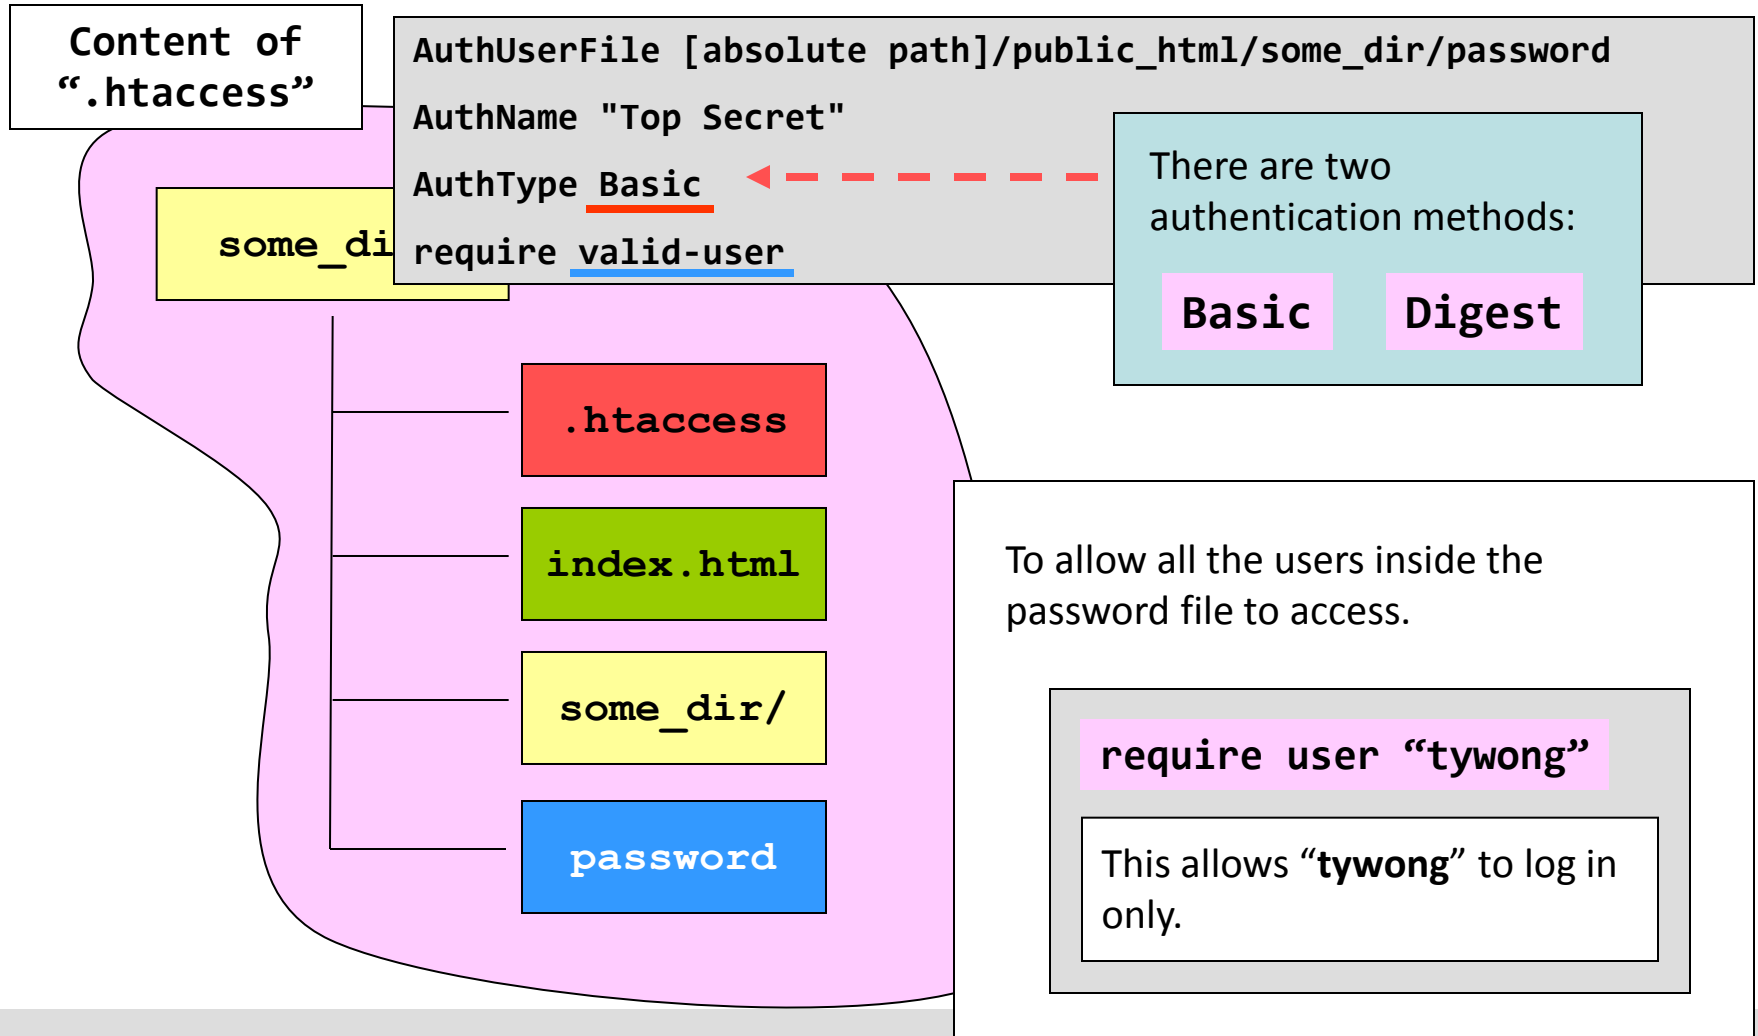 Content of
“.htaccess”
AuthUserFile [absolute path]/public_html/some_dir/password
AuthName "Top Secret"
AuthType Basic
require valid-user
There are two
authentication methods:
Basic Digest
some_di
.htaccess
index.html
some_dir/
password
To allow all the users inside the
password file to access.
require user “tywong”
This allows “tywong” to log in
only.